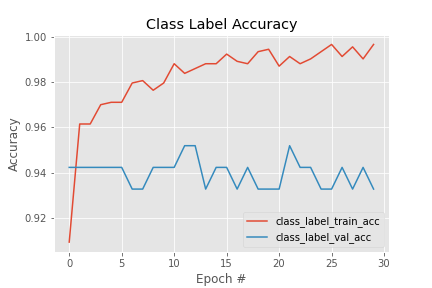 Class Label Accuracy
1.00
0.98
0.96
0.94
0.92
Accuracy
class_label_train_acc
class_label_val_acc
0 5 10 15 20 25 30
Epoch #